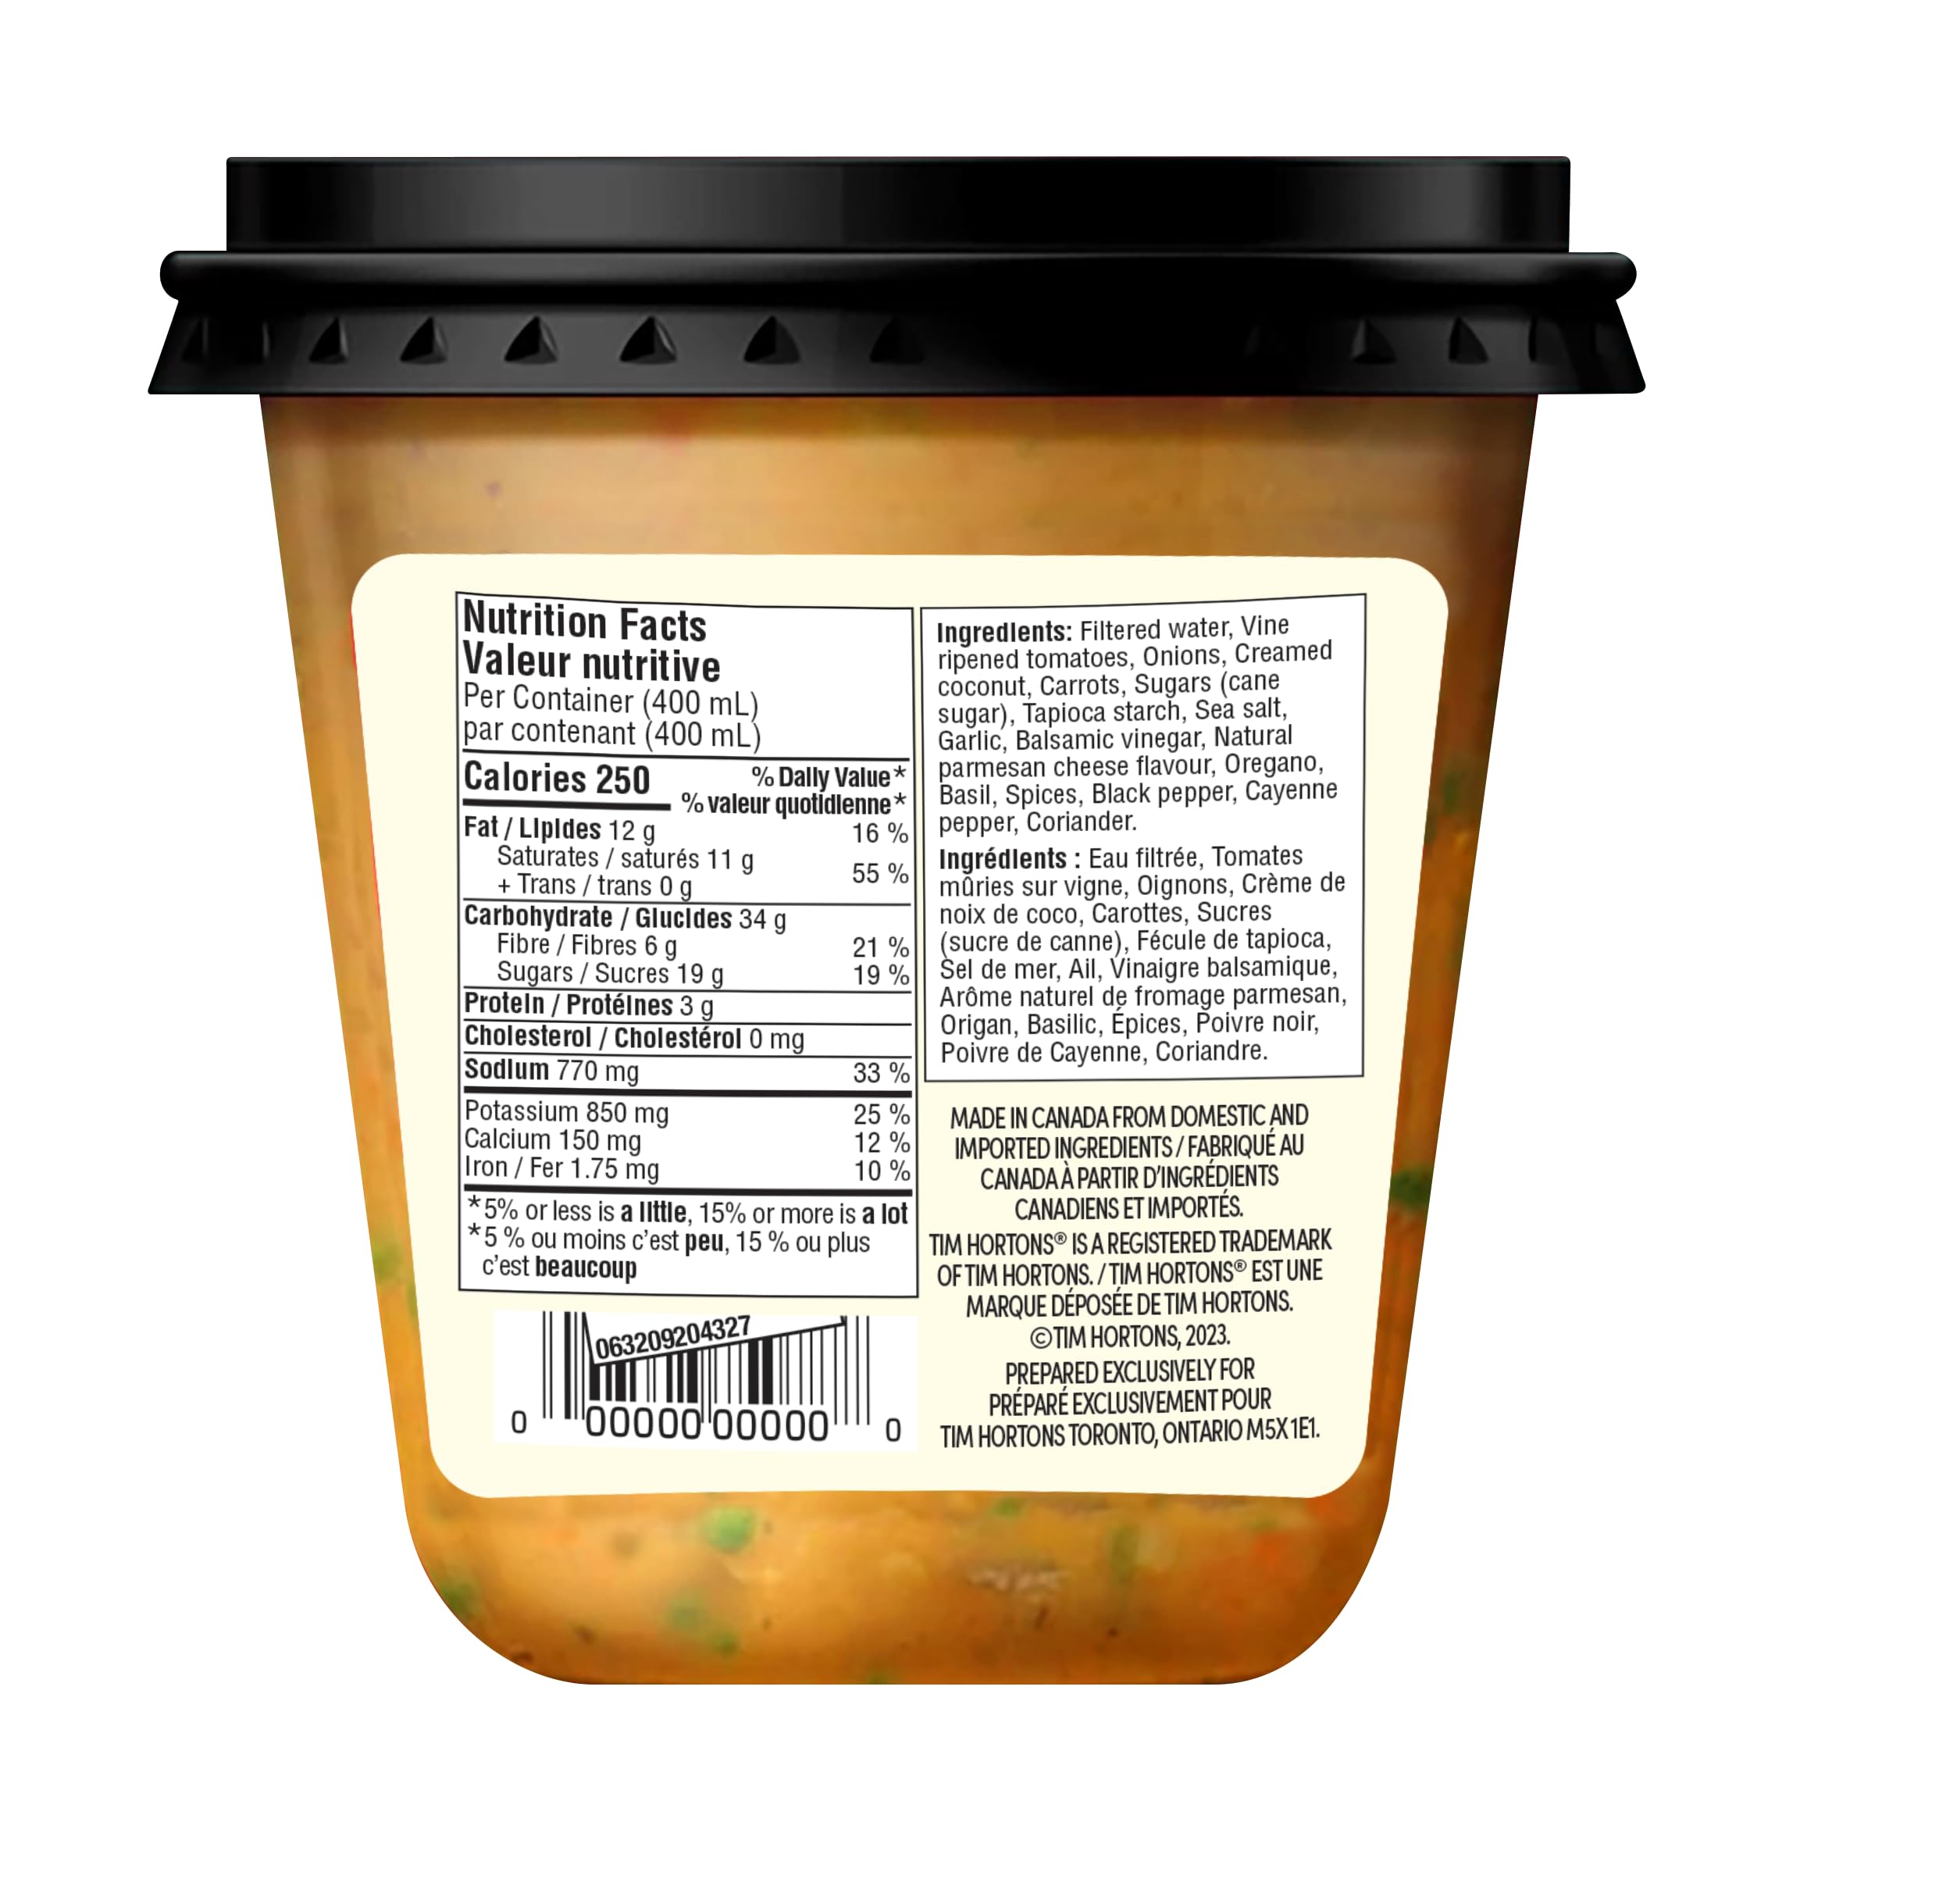 Nutrition Facts
Valeur nutritive
Per Container (400 mL)
par contenant (400 mL)
Calories 250
% Daily Value*
% valeur quotidienne*
Fat / Lipides 12 g 16 %
Saturates / saturés 11 g
+ Trans / trans 0 g
55 %
Carbohydrate / Glucides 34 g
Fibre / Fibres 6 g 21 %
Sugars / Sucres 19 g 19 %
Protein / Protéines 3 g
Cholesterol / Cholestérol 0 mg
Sodium 770 mg 33 %
Potassium 850 mg 25 %
Calcium 150 mg 12 %
Iron / Fer 1.75 mg 10 %
*5% or less is a little, 15% or more is a lot
*5 % ou moins c'est peu, 15 % ou plus
c'est beaucoup
063209204327
0 00000 00000 0
Ingredients: Filtered water, Vine
ripened tomatoes, Onions, Creamed
coconut, Carrots, Sugars (cane
sugar), Tapioca starch, Sea salt,
Garlic, Balsamic vinegar, Natural
parmesan cheese flavour, Oregano,
Basil, Spices, Black pepper, Cayenne
pepper, Coriander.
Ingrédients : Eau filtrée, Tomates
mûries sur vigne, Oignons, Crème de
noix de coco, Carottes, Sucres
(sucre de canne), Fécule de tapioca,
Sel de mer, Ail, Vinaigre balsamique,
Arôme naturel de fromage parmesan,
Origan, Basilic, Épices, Poivre noir,
Poivre de Cayenne, Coriandre.
MADE IN CANADA FROM DOMESTIC AND
IMPORTED INGREDIENTS / FABRIQUÉ AU
CANADA À PARTIR D'INGRÉDIENTS
CANADIENS ET IMPORTÉS.
TIM HORTONS® IS A REGISTERED TRADEMARK
OF TIM HORTONS. / TIM HORTONS® EST UNE
MARQUE DÉPOSÉE DE TIM HORTONS.
©TIM HORTONS, 2023.
PREPARED EXCLUSIVELY FOR
PRÉPARÉ EXCLUSIVEMENT POUR
TIM HORTONS TORONTO, ONTARIO M5X 1E1.